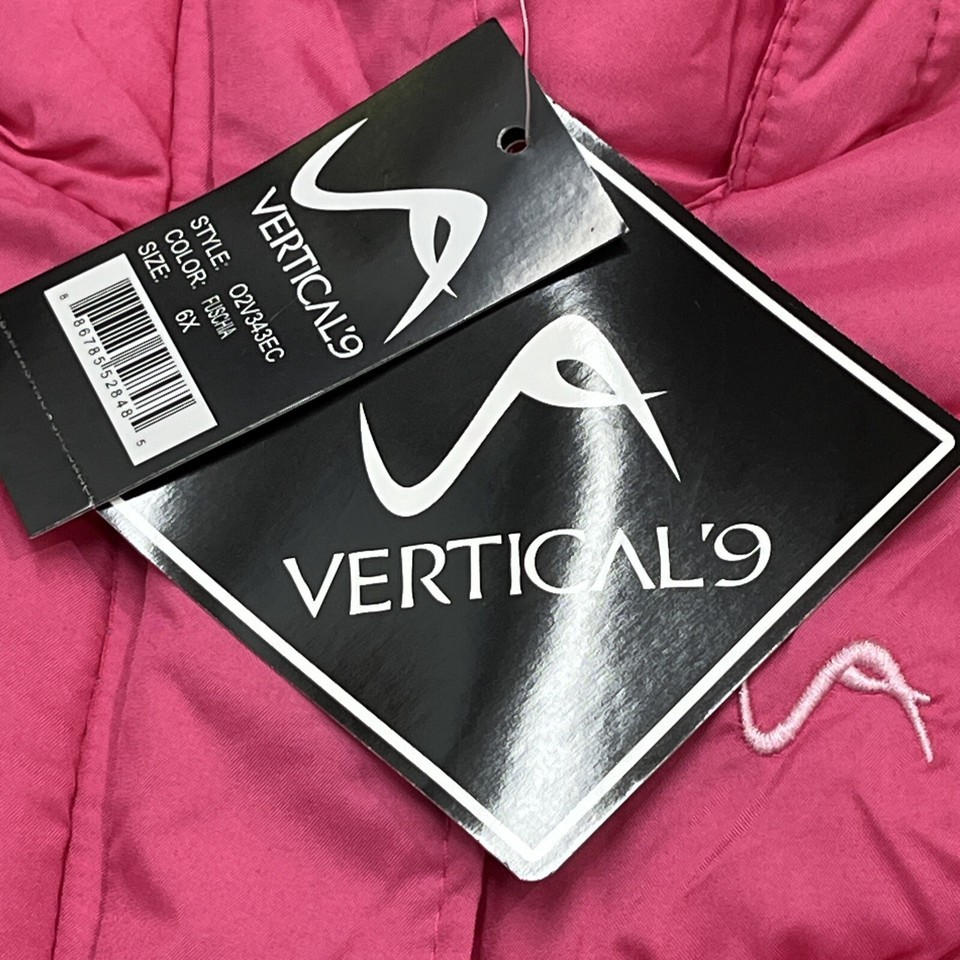 VERTICAL'9
STYLE: 02V343EC
COLOR: FUSCHIA
SIZE: 6X
8 86785 52848 5
VERTICAL'9